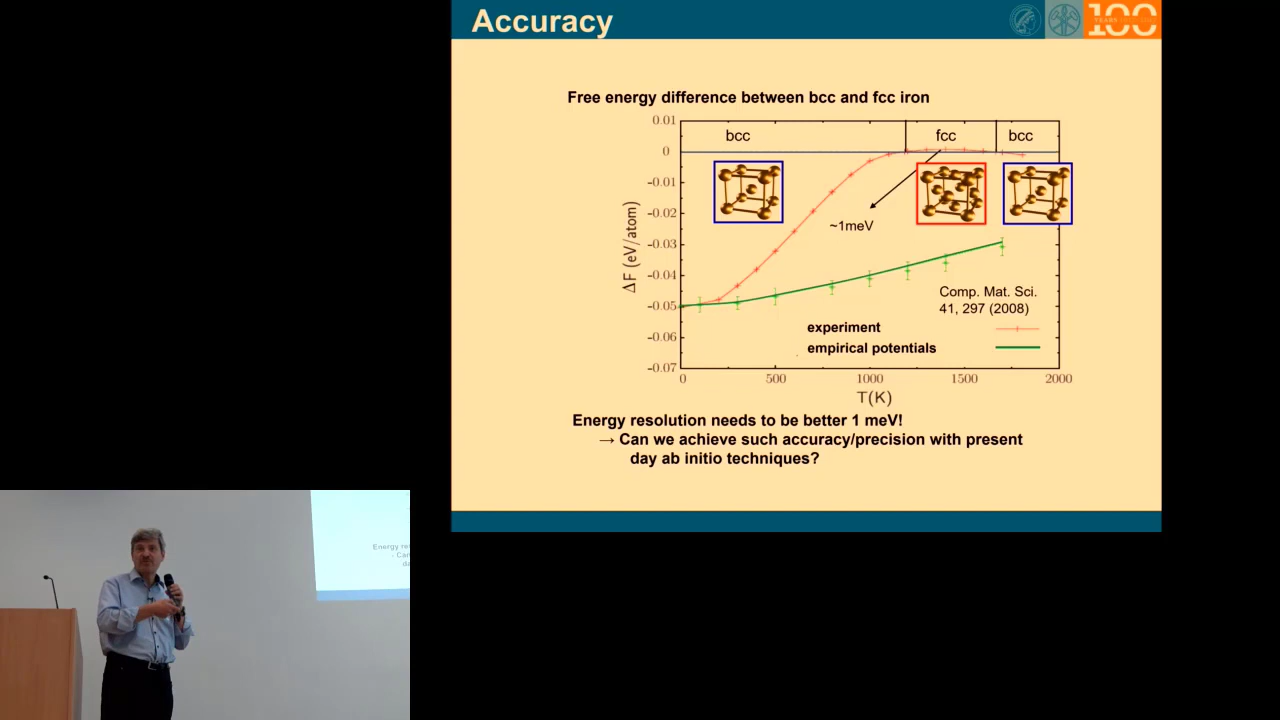 Accuracy
100
YEARS
Free energy difference between bcc and fcc iron
0.01
0
-0.01
-0.02
-0.03
-0.04
-0.05
-0.06
-0.07
ΔF (eV/atom)
bcc
fcc
bcc
~1meV
Comp. Mat. Sci.
41, 297 (2008)
experiment
empirical potentials
0
500
1000
1500
2000
T(K)
Energy resolution needs to be better 1 meV!
→ Can we achieve such accuracy/precision with present
day ab initio techniques?